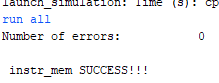 launch_simulation: Time (s): cp
run all
Number of errors:          0
instr_mem SUCCESS!!!